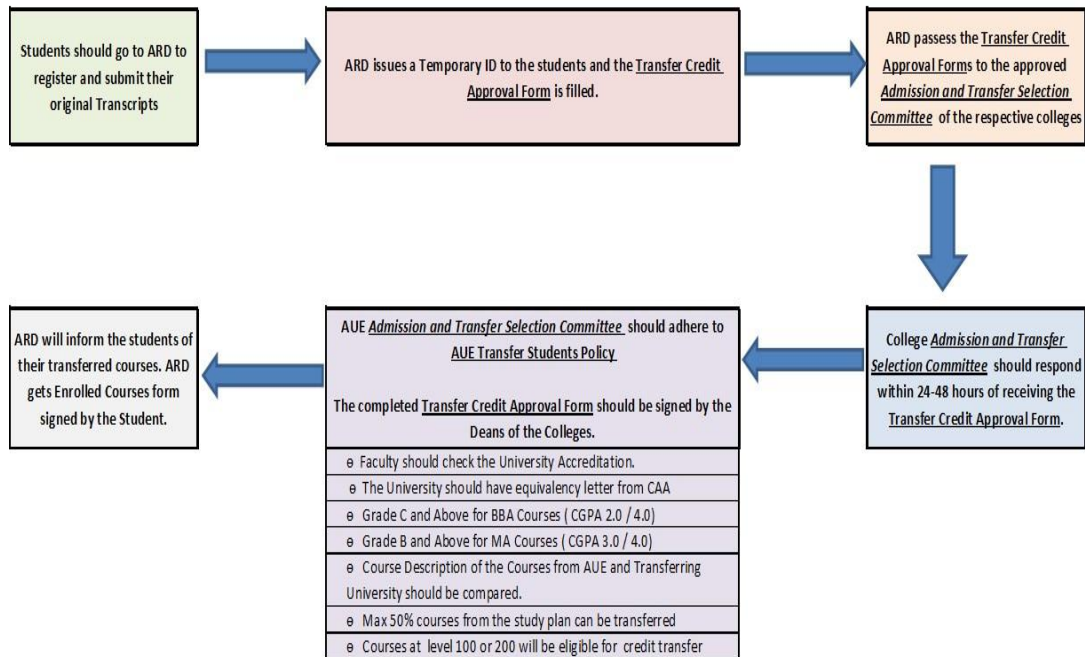 Students should go to ARD to
register and submit their
original Transcripts
ARD issues a Temporary ID to the students and the Transfer Credit
Approval Form is filled.
ARD passess the Transfer Credit
Approval Forms to the approved
Admission and Transfer Selection
Committee of the respective colleges
College Admission and Transfer
Selection Committee should respond
within 24-48 hours of receiving the
Transfer Credit Approval Form.
AUE Admission and Transfer Selection Committee should adhere to
AUE Transfer Students Policy
The completed Transfer Credit Approval Form should be signed by the
Deans of the Colleges.
ɵ Faculty should check the University Accreditation.
ɵ The University should have equivalency letter from CAA
ɵ Grade C and Above for BBA Courses ( CGPA 2.0 / 4.0)
ɵ Grade B and Above for MA Courses ( CGPA 3.0 / 4.0)
ɵ Course Description of the Courses from AUE and Transferring
University should be compared.
ɵ Max 50% courses from the study plan can be transferred
ɵ Courses at level 100 or 200 will be eligible for credit transfer
ARD will inform the students of
their transferred courses. ARD
gets Enrolled Courses form
signed by the Student.